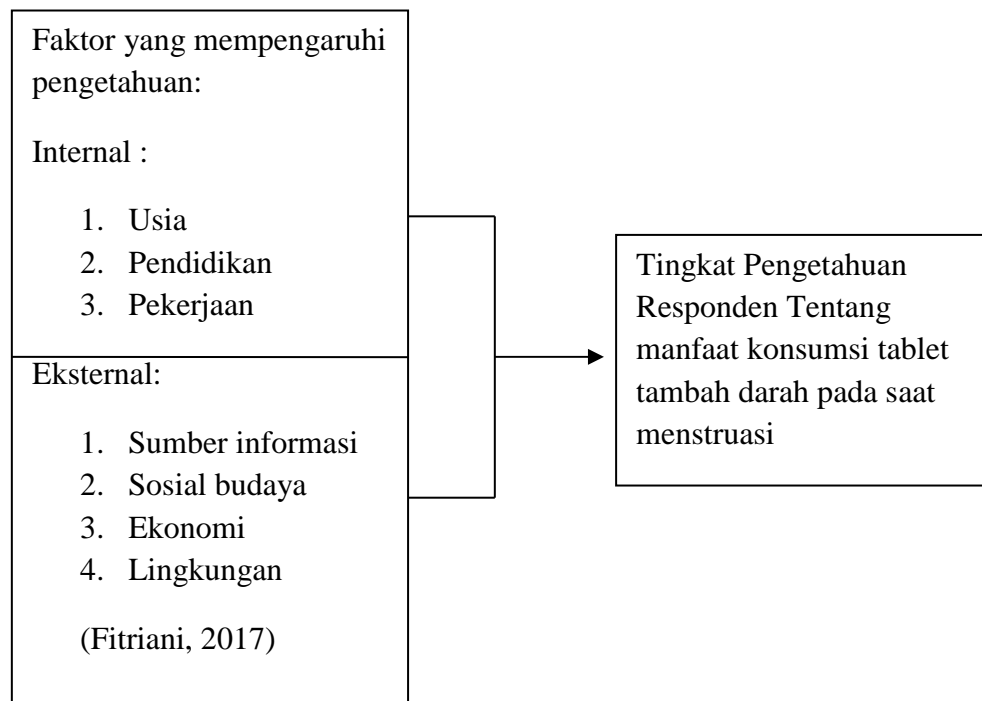 Faktor yang mempengaruhi
pengetahuan:
Internal :
1. Usia
2. Pendidikan
3. Pekerjaan
Eksternal:
1. Sumber informasi
2. Sosial budaya
3. Ekonomi
4. Lingkungan
(Fitriani, 2017)
Tingkat Pengetahuan
Responden Tentang
manfaat konsumsi tablet
tambah darah pada saat
menstruasi